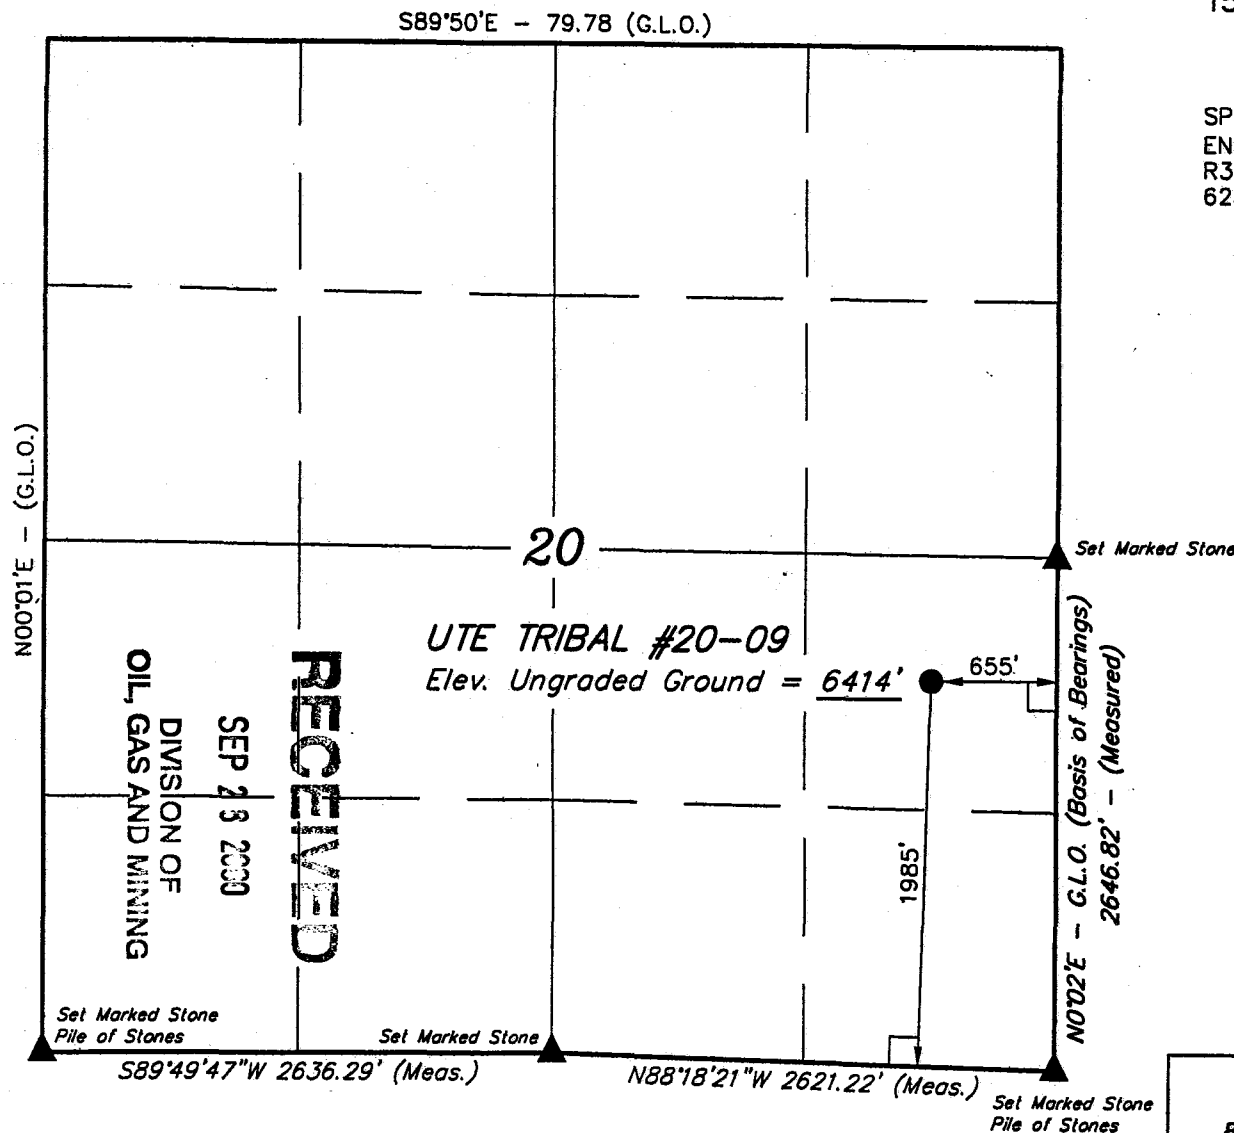 S89°50'E - 79.78 (G.L.O.)
15
SP
EN
R3
62
N00°01'E - (G.L.O.)
20
Set Marked Stone
UTE TRIBAL #20-09
Elev. Ungraded Ground = 6414'
655'
1985'
N0°02'E - G.L.O. (Basis of Bearings)
2646.82' - (Measured)
RECEIVED
SEP 28 2000
DIVISION OF
OIL, GAS AND MINING
Set Marked Stone
Pile of Stones
Set Marked Stone
S89°49'47"W 2636.29' (Meas.)
N88°18'21"W 2621.22' (Meas.)
Set Marked Stone
Pile of Stones